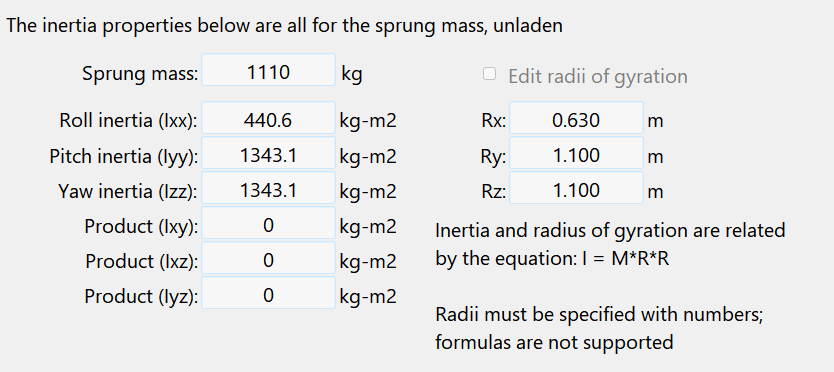 The inertia properties below are all for the sprung mass, unladen
Sprung mass: 1110 kg
Edit radii of gyration
Roll inertia (Ixx): 440.6 kg-m2
Rx: 0.630 m
Pitch inertia (Iyy): 1343.1 kg-m2
Ry: 1.100 m
Yaw inertia (Izz): 1343.1 kg-m2
Rz: 1.100 m
Product (Ixy): 0 kg-m2
Product (Ixz): 0 kg-m2
Product (Iyz): 0 kg-m2
Inertia and radius of gyration are related
by the equation: I = M*R*R
Radii must be specified with numbers;
formulas are not supported